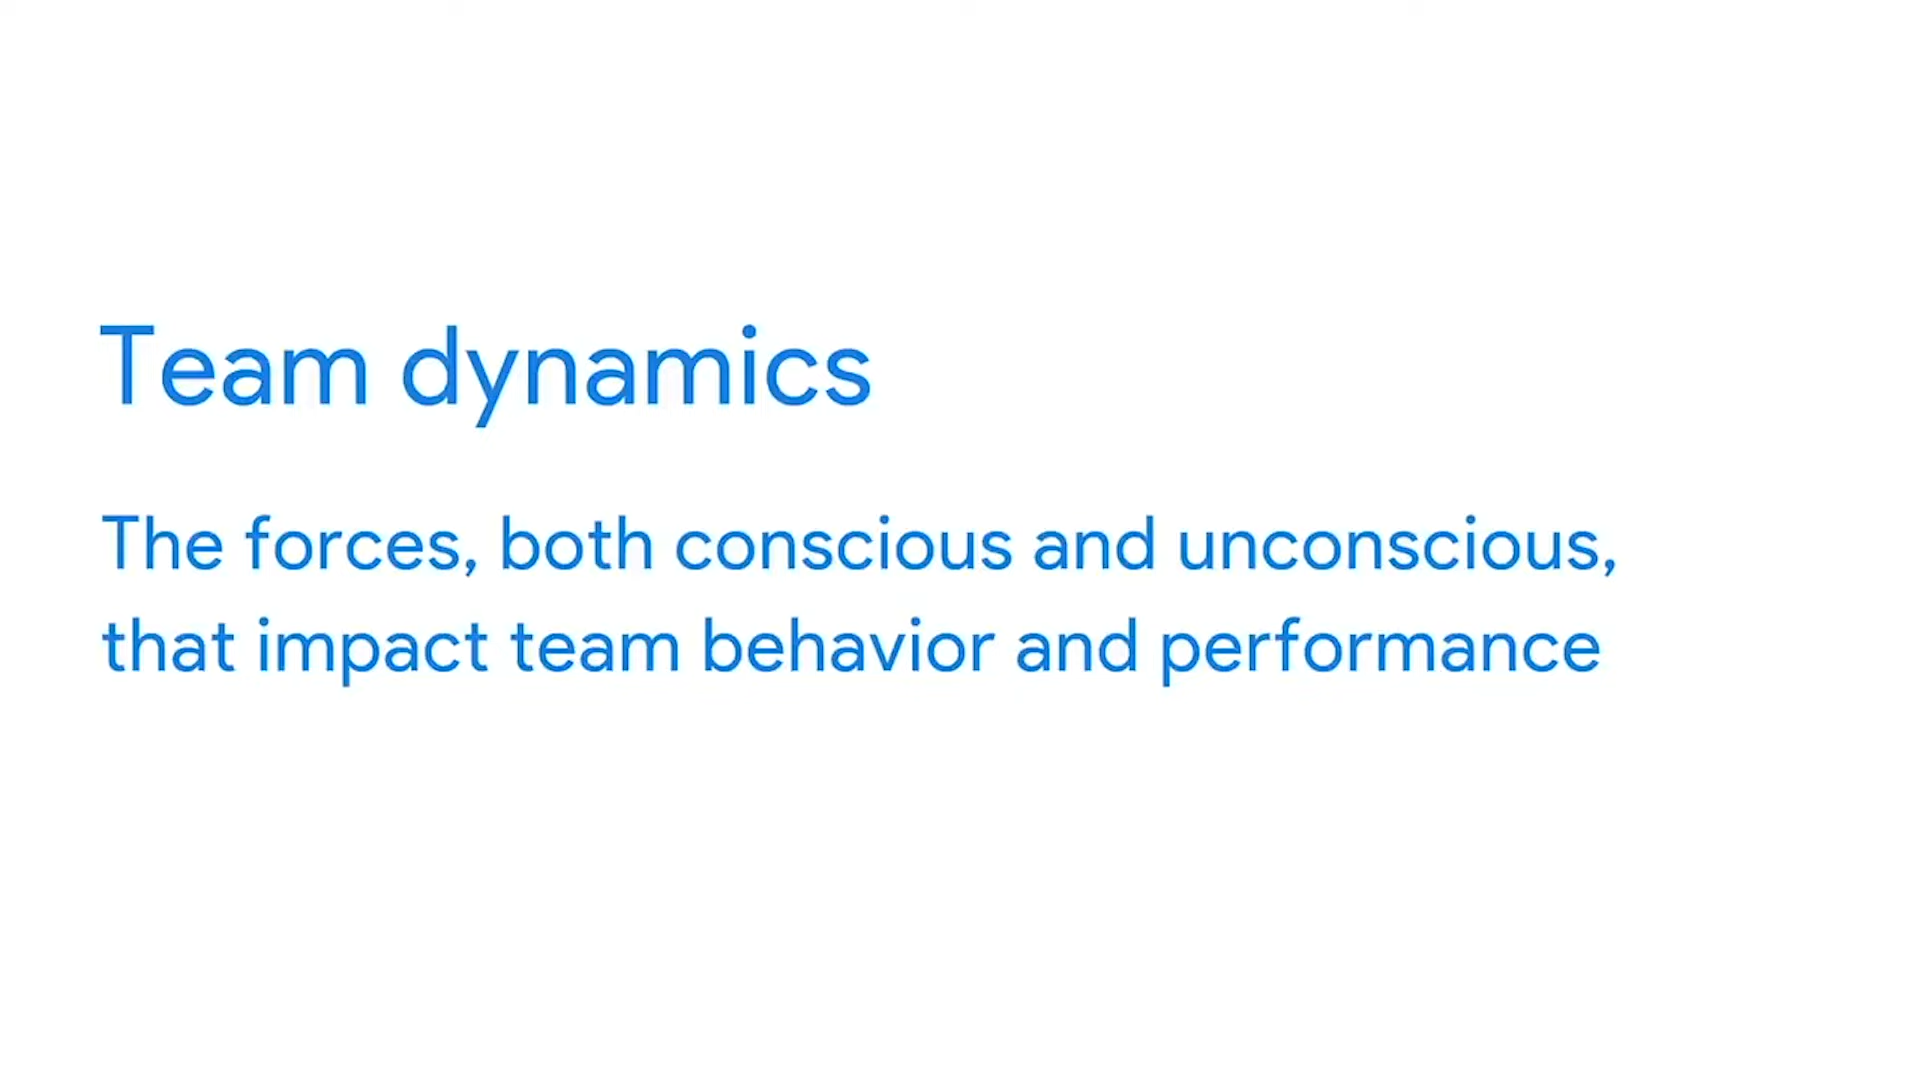 Team dynamics
The forces, both conscious and unconscious,
that impact team behavior and performance